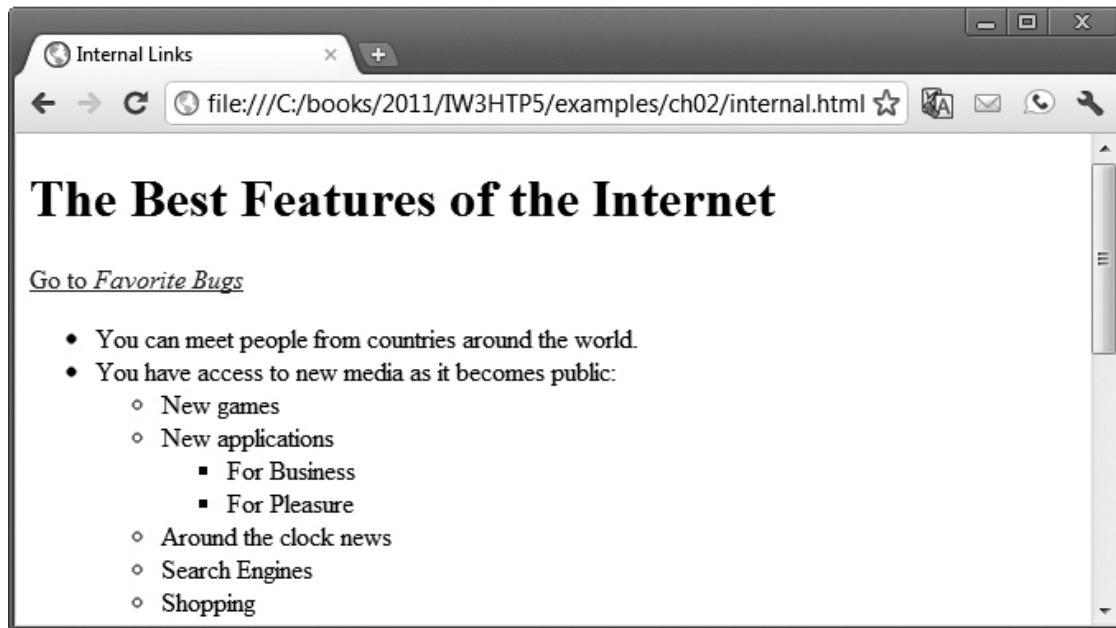 Internal Links
file:///C:/books/2011/IW3HTP5/examples/ch02/internal.html
The Best Features of the Internet
Go to Favorite Bugs
You can meet people from countries around the world.
You have access to new media as it becomes public:
New games
New applications
For Business
For Pleasure
Around the clock news
Search Engines
Shopping